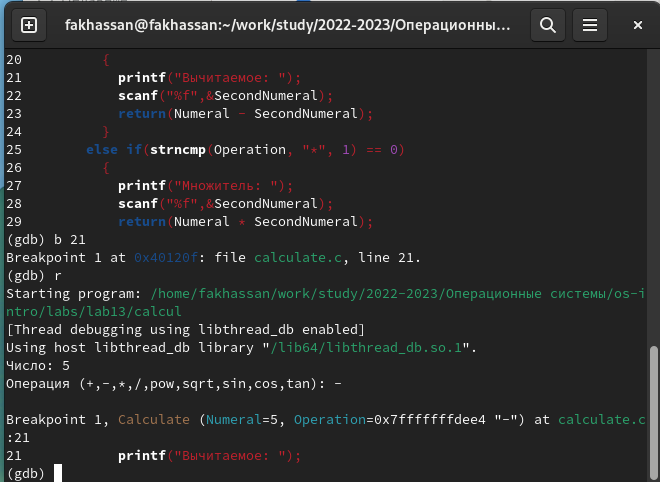 fakhassan@fakhassan:~/work/study/2022-2023/Операционны...
20          {
21            printf("Вычитаемое: ");
22            scanf("%f",&SecondNumeral);
23            return(Numeral - SecondNumeral);
24          }
25        else if(strncmp(Operation, "*", 1) == 0)
26          {
27            printf("Множитель: ");
28            scanf("%f",&SecondNumeral);
29            return(Numeral * SecondNumeral);
(gdb) b 21
Breakpoint 1 at 0x40120f: file calculate.c, line 21.
(gdb) r
Starting program: /home/fakhassan/work/study/2022-2023/Операционные системы/os-i
ntro/labs/lab13/calcul
[Thread debugging using libthread_db enabled]
Using host libthread_db library "/lib64/libthread_db.so.1".
Число: 5
Операция (+,-,*,/,pow,sqrt,sin,cos,tan): -

Breakpoint 1, Calculate (Numeral=5, Operation=0x7fffffffdee4 "-") at calculate.c
:21
21            printf("Вычитаемое: ");
(gdb)